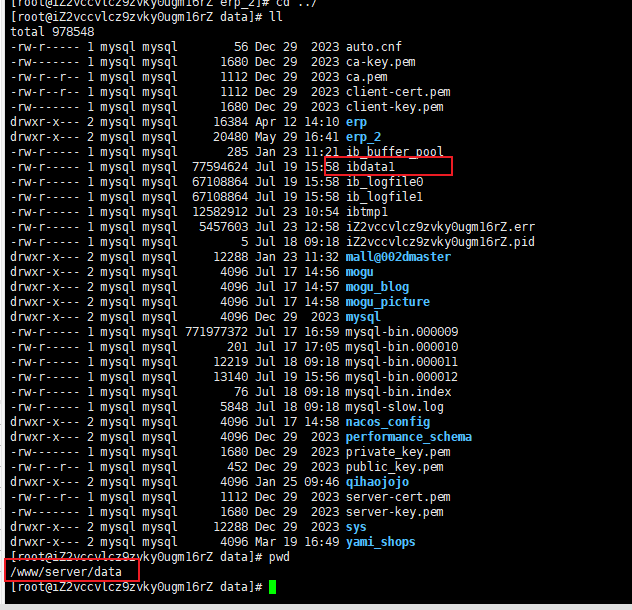 [root@iZ2vccvlcz9zvky0ugm16rZ erp_2]# cd ../
[root@iZ2vccvlcz9zvky0ugm16rZ data]# ll
total 978548
-rw-r----- 1 mysql mysql        56 Dec 29  2023 auto.cnf
-rw------- 1 mysql mysql      1680 Dec 29  2023 ca-key.pem
-rw-r--r-- 1 mysql mysql      1112 Dec 29  2023 ca.pem
-rw-r--r-- 1 mysql mysql      1112 Dec 29  2023 client-cert.pem
-rw------- 1 mysql mysql      1680 Dec 29  2023 client-key.pem
drwxr-x--- 2 mysql mysql     16384 Apr 12 14:10 erp
drwxr-x--- 2 mysql mysql     20480 May 29 16:41 erp_2
-rw-r----- 1 mysql mysql       285 Jan 23 11:21 ib_buffer_pool
-rw-r----- 1 mysql mysql  77594624 Jul 19 15:58 ibdata1
-rw-r----- 1 mysql mysql  67108864 Jul 19 15:58 ib_logfile0
-rw-r----- 1 mysql mysql  67108864 Jul 19 15:58 ib_logfile1
-rw-r----- 1 mysql mysql  12582912 Jul 23 10:54 ibtmp1
-rw-r----- 1 mysql mysql   5457603 Jul 23 12:58 iZ2vccvlcz9zvky0ugm16rZ.err
-rw-r----- 1 mysql mysql         5 Jul 18 09:18 iZ2vccvlcz9zvky0ugm16rZ.pid
drwxr-x--- 2 mysql mysql     12288 Jan 23 11:32 mall@002dmaster
drwxr-x--- 2 mysql mysql      4096 Jul 17 14:56 mogu
drwxr-x--- 2 mysql mysql      4096 Jul 17 14:57 mogu_blog
drwxr-x--- 2 mysql mysql      4096 Jul 17 14:58 mogu_picture
drwxr-x--- 2 mysql mysql      4096 Dec 29  2023 mysql
-rw-r----- 1 mysql mysql 771977372 Jul 17 16:59 mysql-bin.000009
-rw-r----- 1 mysql mysql       201 Jul 17 17:05 mysql-bin.000010
-rw-r----- 1 mysql mysql     12219 Jul 18 09:18 mysql-bin.000011
-rw-r----- 1 mysql mysql     13140 Jul 19 15:56 mysql-bin.000012
-rw-r----- 1 mysql mysql        76 Jul 18 09:18 mysql-bin.index
-rw-r----- 1 mysql mysql      5848 Jul 18 09:18 mysql-slow.log
drwxr-x--- 2 mysql mysql      4096 Jul 17 14:58 nacos_config
drwxr-x--- 2 mysql mysql      4096 Dec 29  2023 performance_schema
-rw------- 1 mysql mysql      1680 Dec 29  2023 private_key.pem
-rw-r--r-- 1 mysql mysql       452 Dec 29  2023 public_key.pem
drwxr-x--- 2 mysql mysql      4096 Jan 25 09:46 qihaojojo
-rw-r--r-- 1 mysql mysql      1112 Dec 29  2023 server-cert.pem
-rw------- 1 mysql mysql      1680 Dec 29  2023 server-key.pem
drwxr-x--- 2 mysql mysql     12288 Dec 29  2023 sys
drwxr-x--- 2 mysql mysql      4096 Mar 19 16:49 yami_shops
[root@iZ2vccvlcz9zvky0ugm16rZ data]# pwd
/www/server/data
[root@iZ2vccvlcz9zvky0ugm16rZ data]#